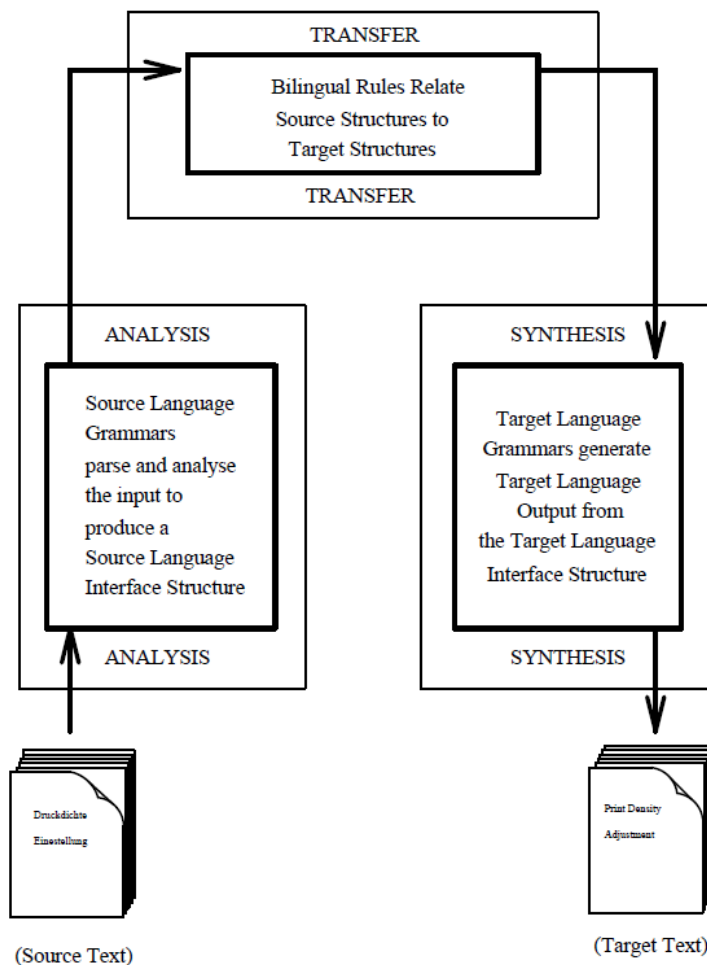 TRANSFER
Bilingual Rules Relate
Source Structures to
Target Structures
TRANSFER
ANALYSIS
Source Language
Grammars
parse and analyse
the input to
produce a
Source Language
Interface Structure
ANALYSIS
SYNTHESIS
Target Language
Grammars generate
Target Language
Output from
the Target Language
Interface Structure
SYNTHESIS
Druckdichte
Einestellung
(Source Text)
Print Density
Adjustment
(Target Text)